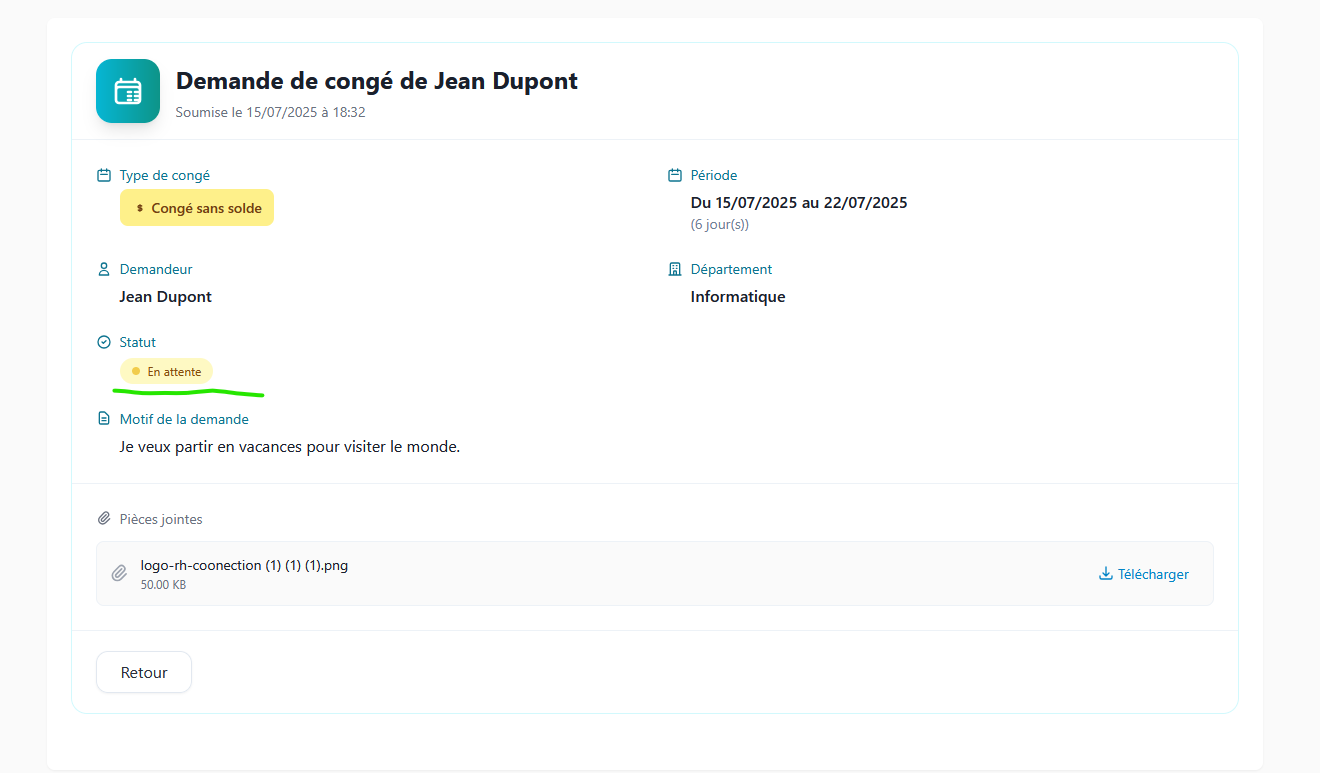 Demande de congé de Jean Dupont
Soumise le 15/07/2025 à 18:32
Type de congé
$ Congé sans solde
Période
Du 15/07/2025 au 22/07/2025
(6 jour(s))
Demandeur
Jean Dupont
Département
Informatique
Statut
En attente
Motif de la demande
Je veux partir en vacances pour visiter le monde.
Pièces jointes
logo-rh-coonection (1) (1) (1).png
50.00 KB
Télécharger
Retour